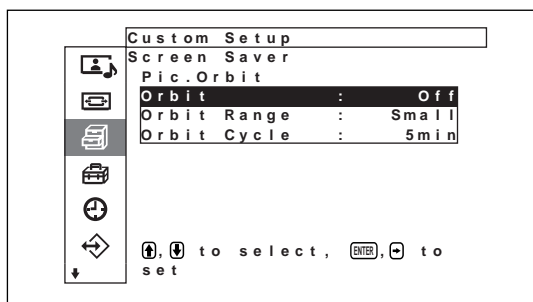 Custom Setup
Screen Saver
Pic.Orbit
Orbit : Off
Orbit Range : Small
Orbit Cycle : 5min
, to select, ENTER, to
set